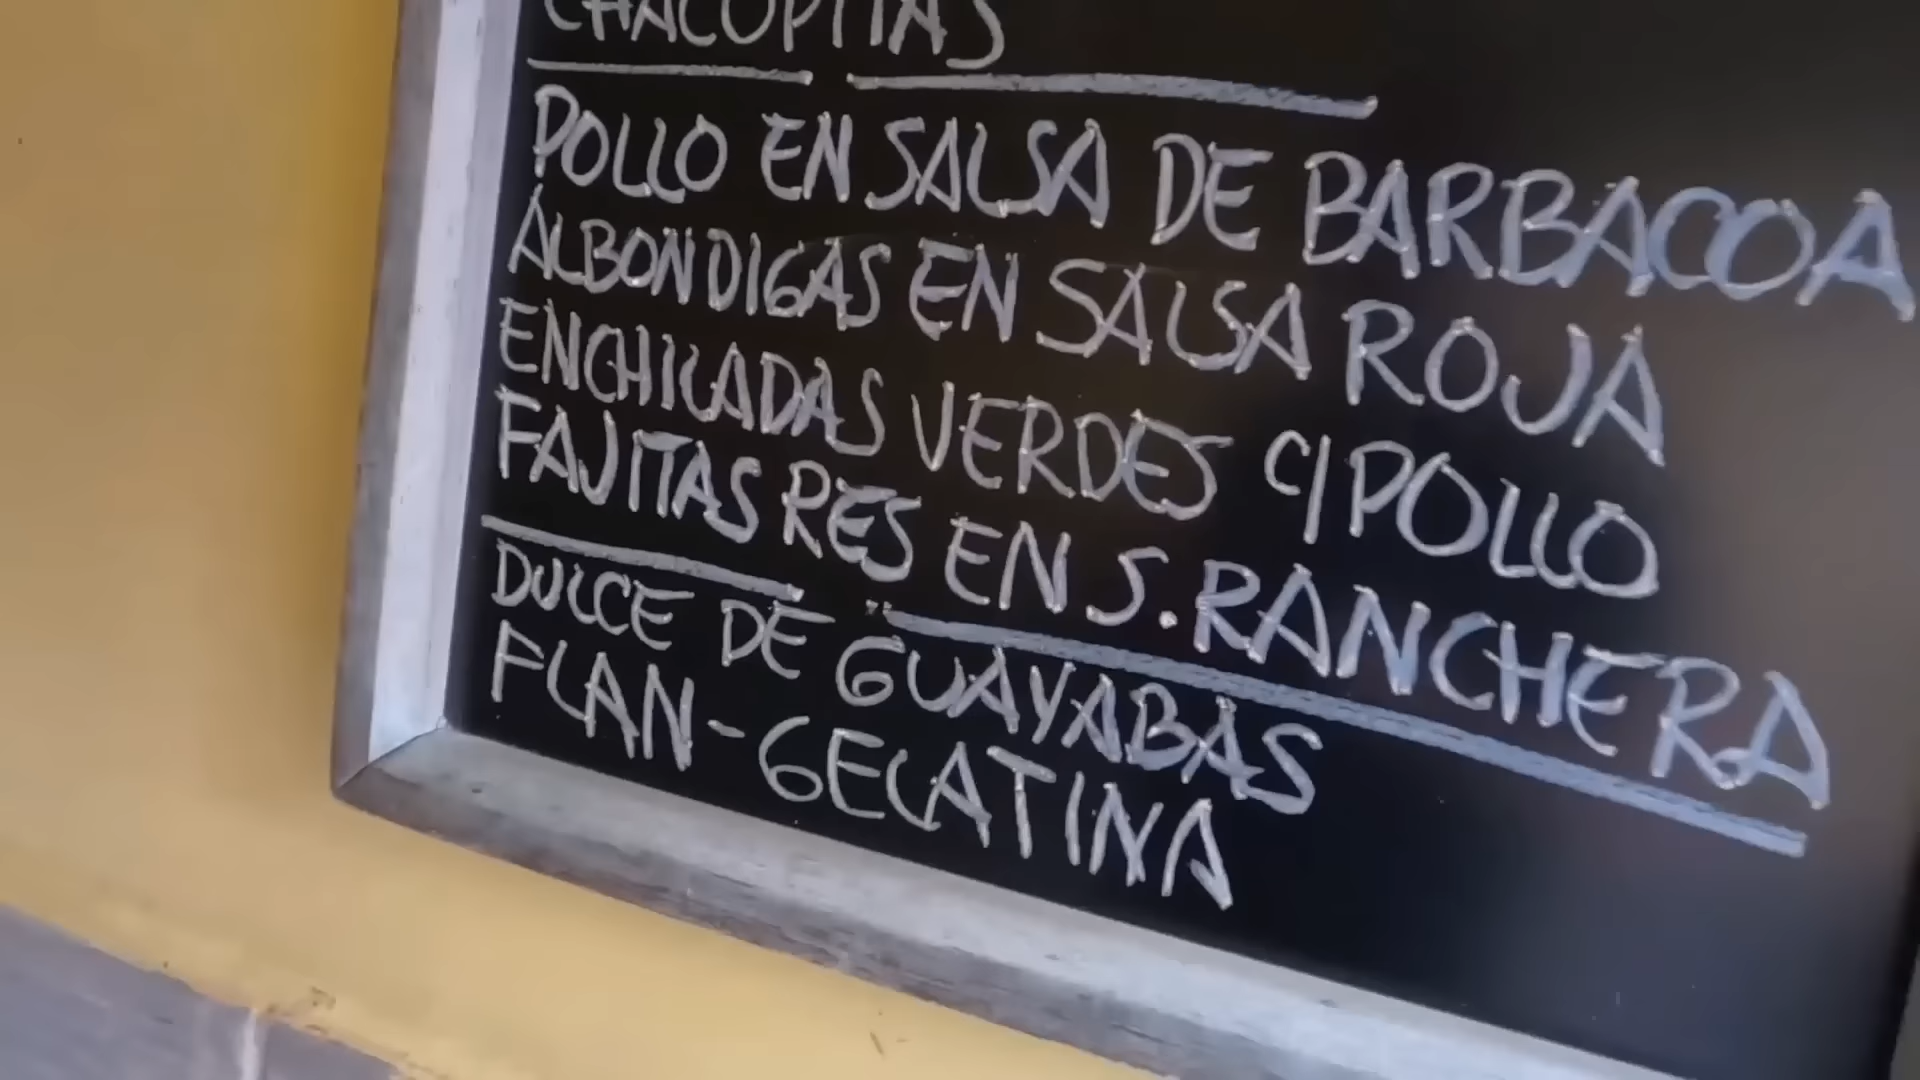 CHACOPITAS
POLLO EN SALSA DE BARBACOA
ALBONDIGAS EN SALSA ROJA
ENCHILADAS VERDES C/POLLO
FAJITAS RES EN S. RANCHERA
DULCE DE GUAYABAS
FLAN - GELATINA